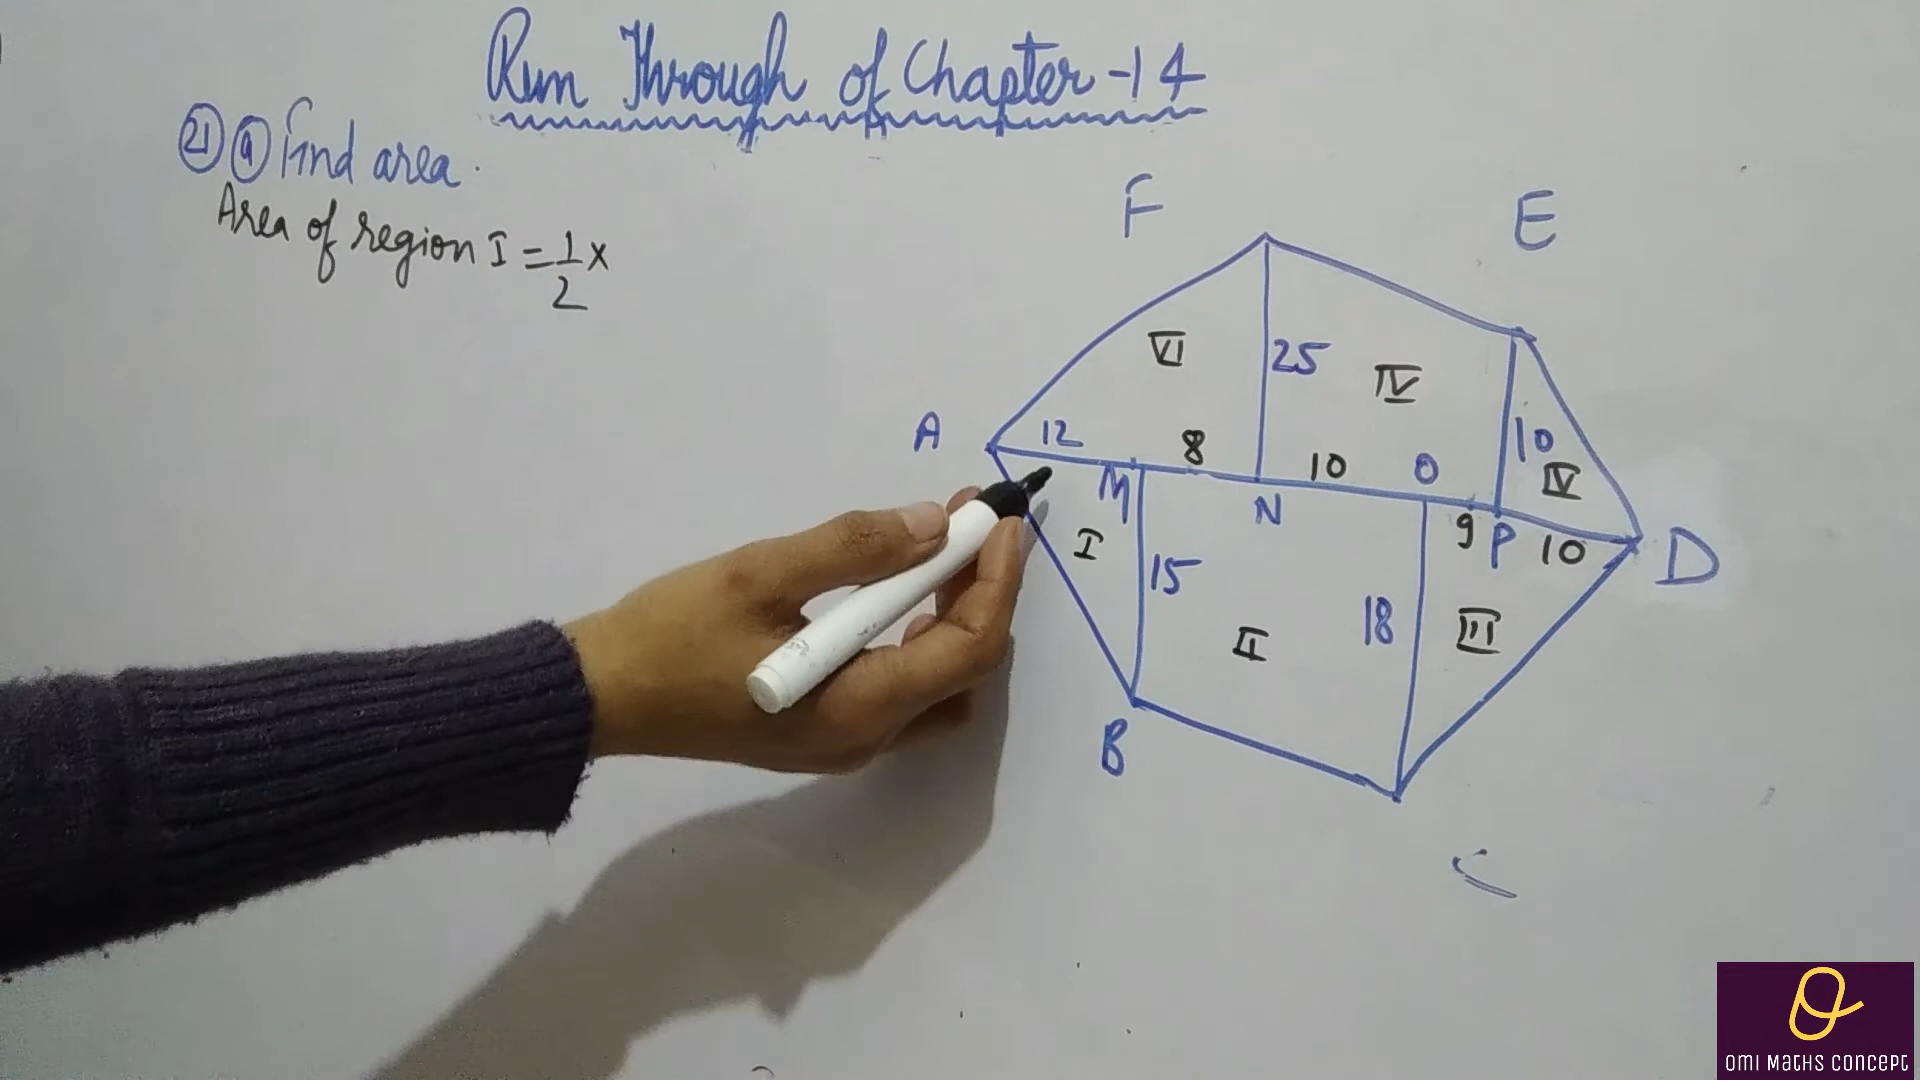 Run Through of Chapter-14
21 a Find area.
Area of region I = 1/2 x
F
E
VI
25
IV
A
12
8
10
O
10
IV
M
N
9
P
10
D
I
15
II
18
III
B
C
OMI MATHS CONCEPT